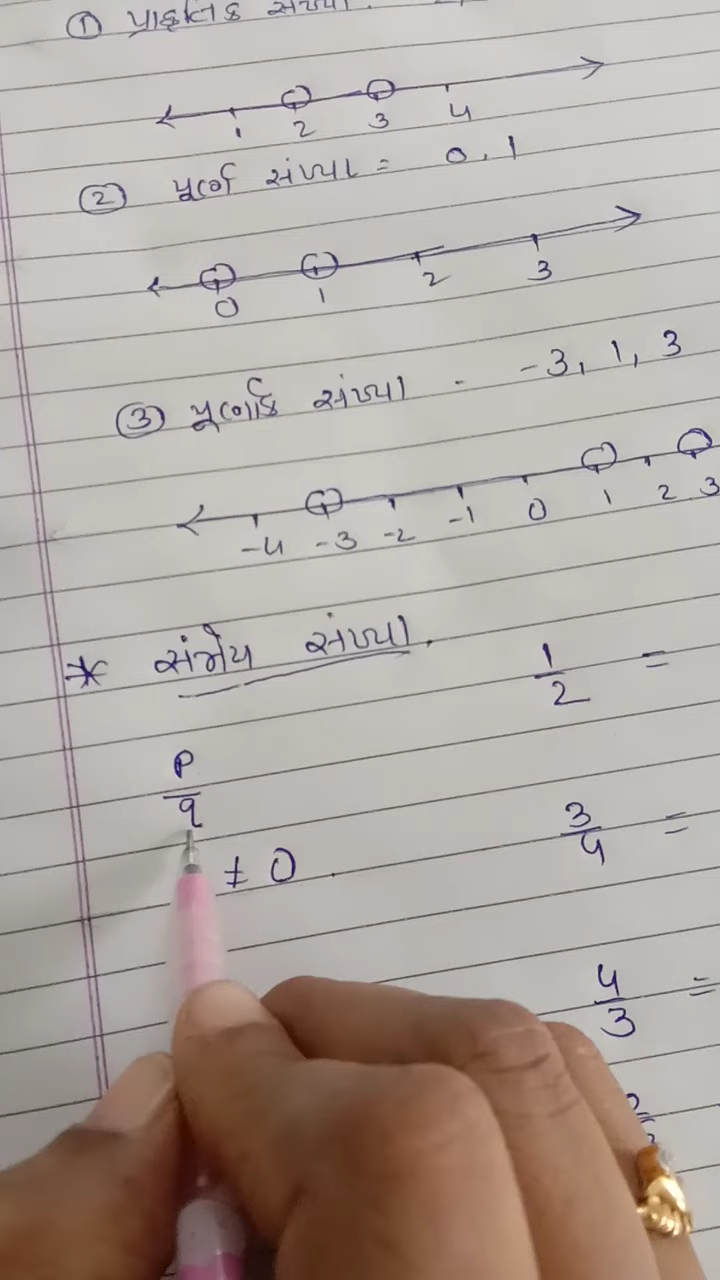 ① પ્રાકૃતિક સંખ્યા.
1 2 3 4
② પૂર્ણ સંખ્યા = 0, 1
0 1 2 3
③ પૂર્ણાંક સંખ્યા - -3, 1, 3
-4 -3 -2 -1 0 1 2 3
* સંમેય સંખ્યા.
1/2 =
p/q
≠ 0
3/4 =
4/3 =